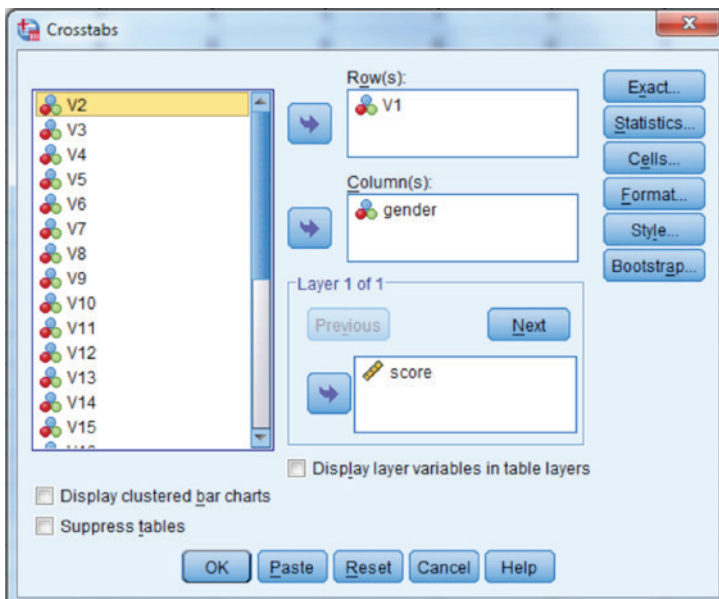 Crosstabs
V2
V3
V4
V5
V6
V7
V8
V9
V10
V11
V12
V13
V14
V15
Row(s):
V1
Column(s):
gender
Layer 1 of 1
Previous
Next
score
Display layer variables in table layers
Exact...
Statistics...
Cells...
Format...
Style...
Bootstrap...
Display clustered bar charts
Suppress tables
OK
Paste
Reset
Cancel
Help